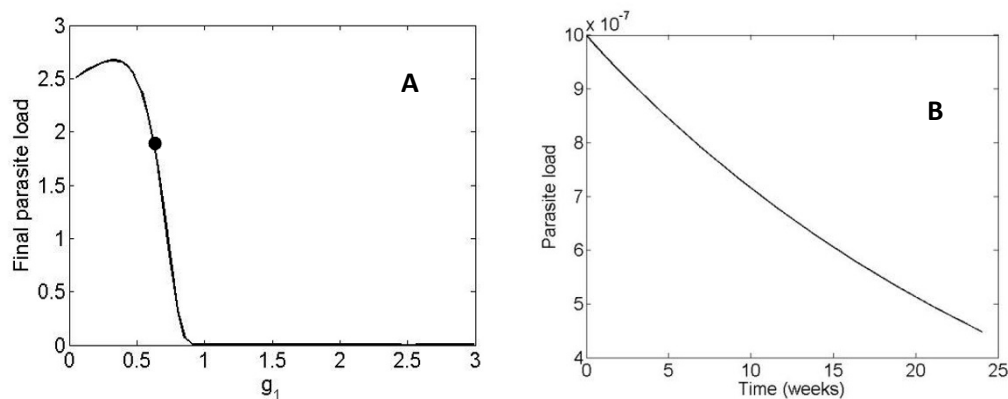 A
Final parasite load
3
2.5
2
1.5
1
0.5
0
0 0.5 1 1.5 2 2.5 3
g₁
B
x 10⁻⁷
Parasite load
10
9
8
7
6
5
4
0 5 10 15 20 25
Time (weeks)